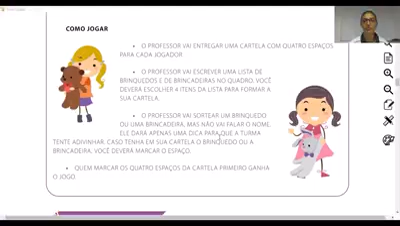 COMO JOGAR
• O PROFESSOR VAI ENTREGAR UMA CARTELA COM QUATRO ESPAÇOS
PARA CADA JOGADOR.
• O PROFESSOR VAI ESCREVER UMA LISTA DE
BRINQUEDOS E DE BRINCADEIRAS NO QUADRO. VOCÊ
DEVERÁ ESCOLHER 4 ITENS DA LISTA PARA FORMAR A
SUA CARTELA.
• O PROFESSOR VAI SORTEAR UM BRINQUEDO
OU UMA BRINCADEIRA, MAS NÃO VAI FALAR O NOME.
ELE DARÁ APENAS UMA DICA PARA QUE A TURMA
TENTE ADIVINHAR. CASO TENHA EM SUA CARTELA O BRINQUEDO OU A
BRINCADEIRA, VOCÊ DEVERÁ MARCAR O ESPAÇO.
• QUEM MARCAR OS QUATRO ESPAÇOS DA CARTELA PRIMEIRO GANHA
O JOGO.